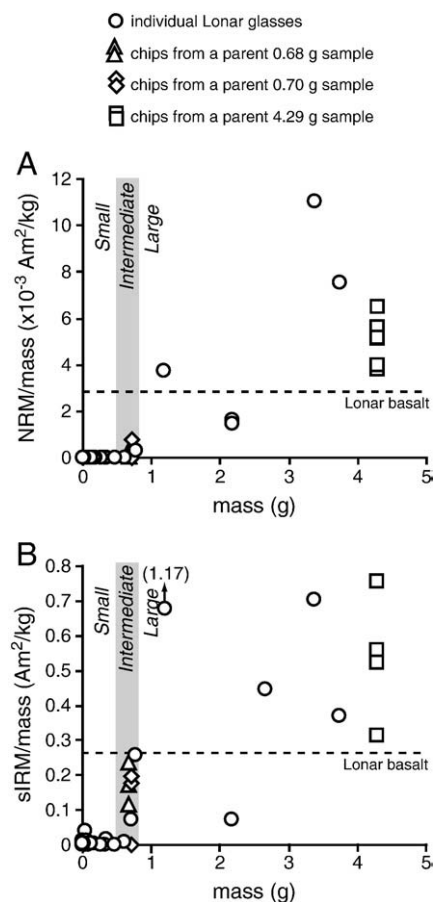 individual Lonar glasses
chips from a parent 0.68 g sample
chips from a parent 0.70 g sample
chips from a parent 4.29 g sample
A
NRM/mass (x10-3 Am2/kg)
12
10
8
6
4
2
0
Small
Intermediate
Large
Lonar basalt
0 1 2 3 4 5
mass (g)
B
sIRM/mass (Am2/kg)
0.8
0.7
0.6
0.5
0.4
0.3
0.2
0.1
0
Small
Intermediate
Large
(1.17)
Lonar basalt
0 1 2 3 4 5
mass (g)